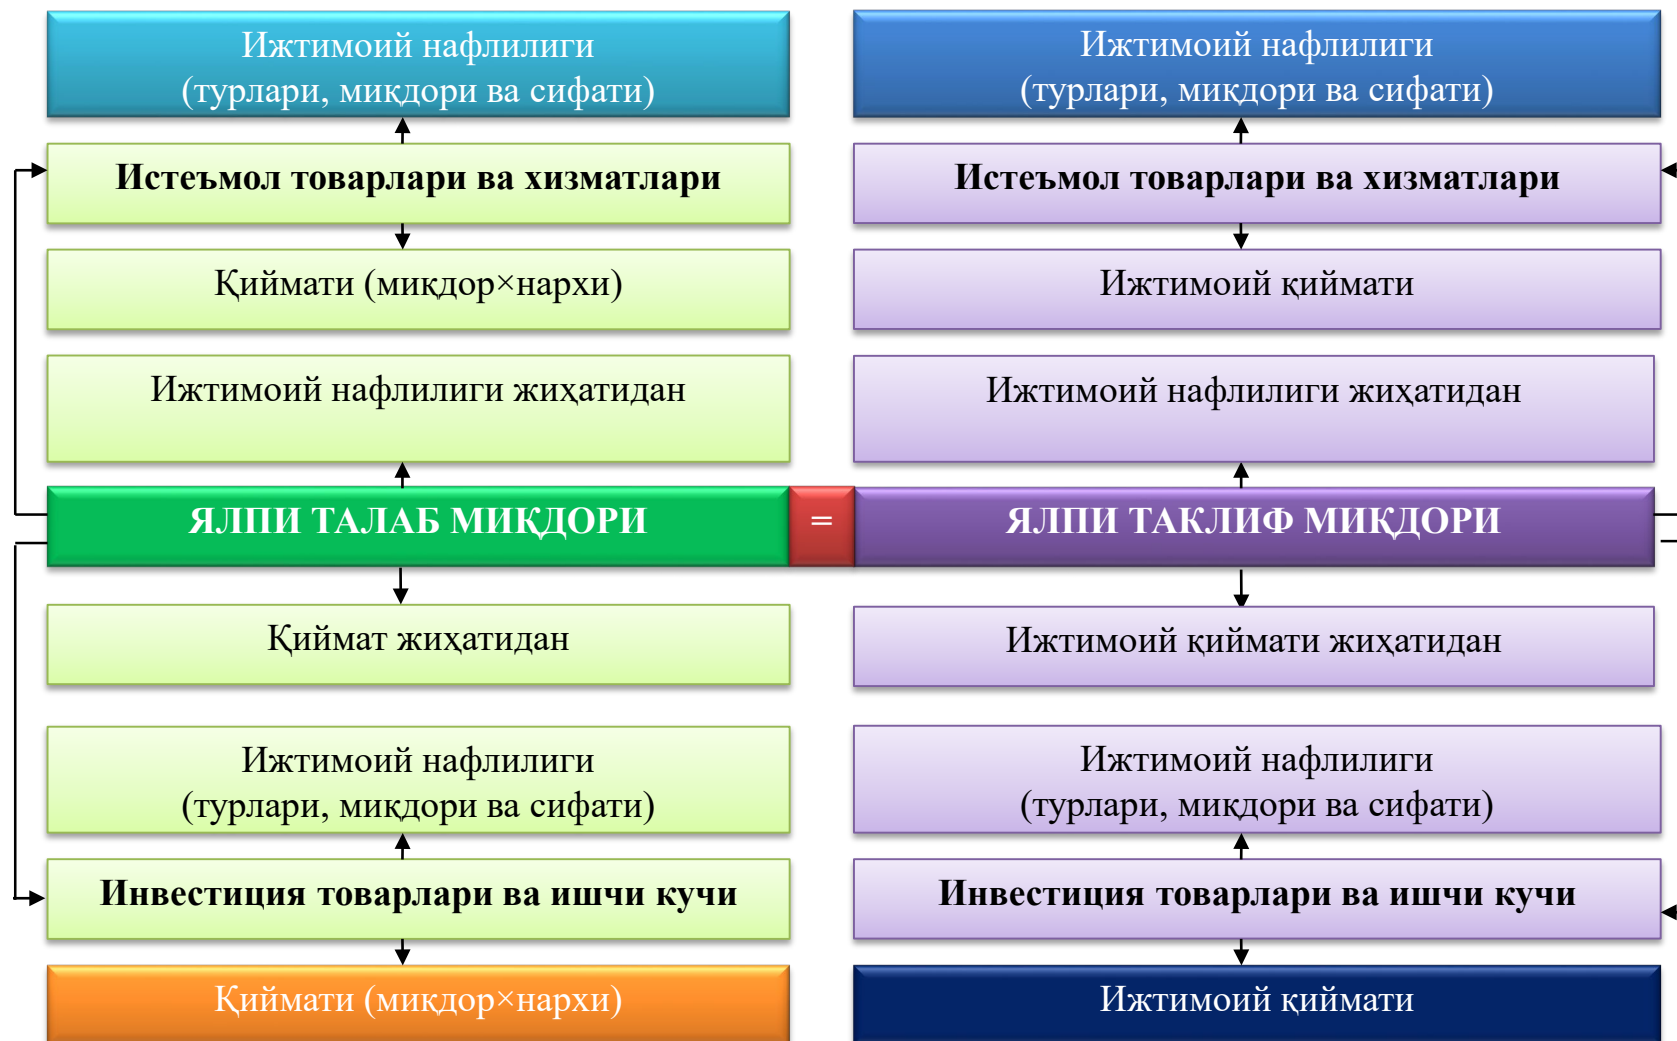 Ижтимоий нафлилиги
(турлари, миқдори ва сифати)
Истеъмол товарлари ва хизматлари
Қиймати (миқдор×нархи)
Ижтимоий нафлилиги жиҳатидан
ЯЛПИ ТАЛАБ МИҚДОРИ
Қиймат жиҳатидан
Ижтимоий нафлилиги
(турлари, миқдори ва сифати)
Инвестиция товарлари ва ишчи кучи
Қиймати (миқдор×нархи)
=
Ижтимоий нафлилиги
(турлари, миқдори ва сифати)
Истеъмол товарлари ва хизматлари
Ижтимоий қиймати
Ижтимоий нафлилиги жиҳатидан
ЯЛПИ ТАКЛИФ МИҚДОРИ
Ижтимоий қиймати жиҳатидан
Ижтимоий нафлилиги
(турлари, миқдори ва сифати)
Инвестиция товарлари ва ишчи кучи
Ижтимоий қиймати